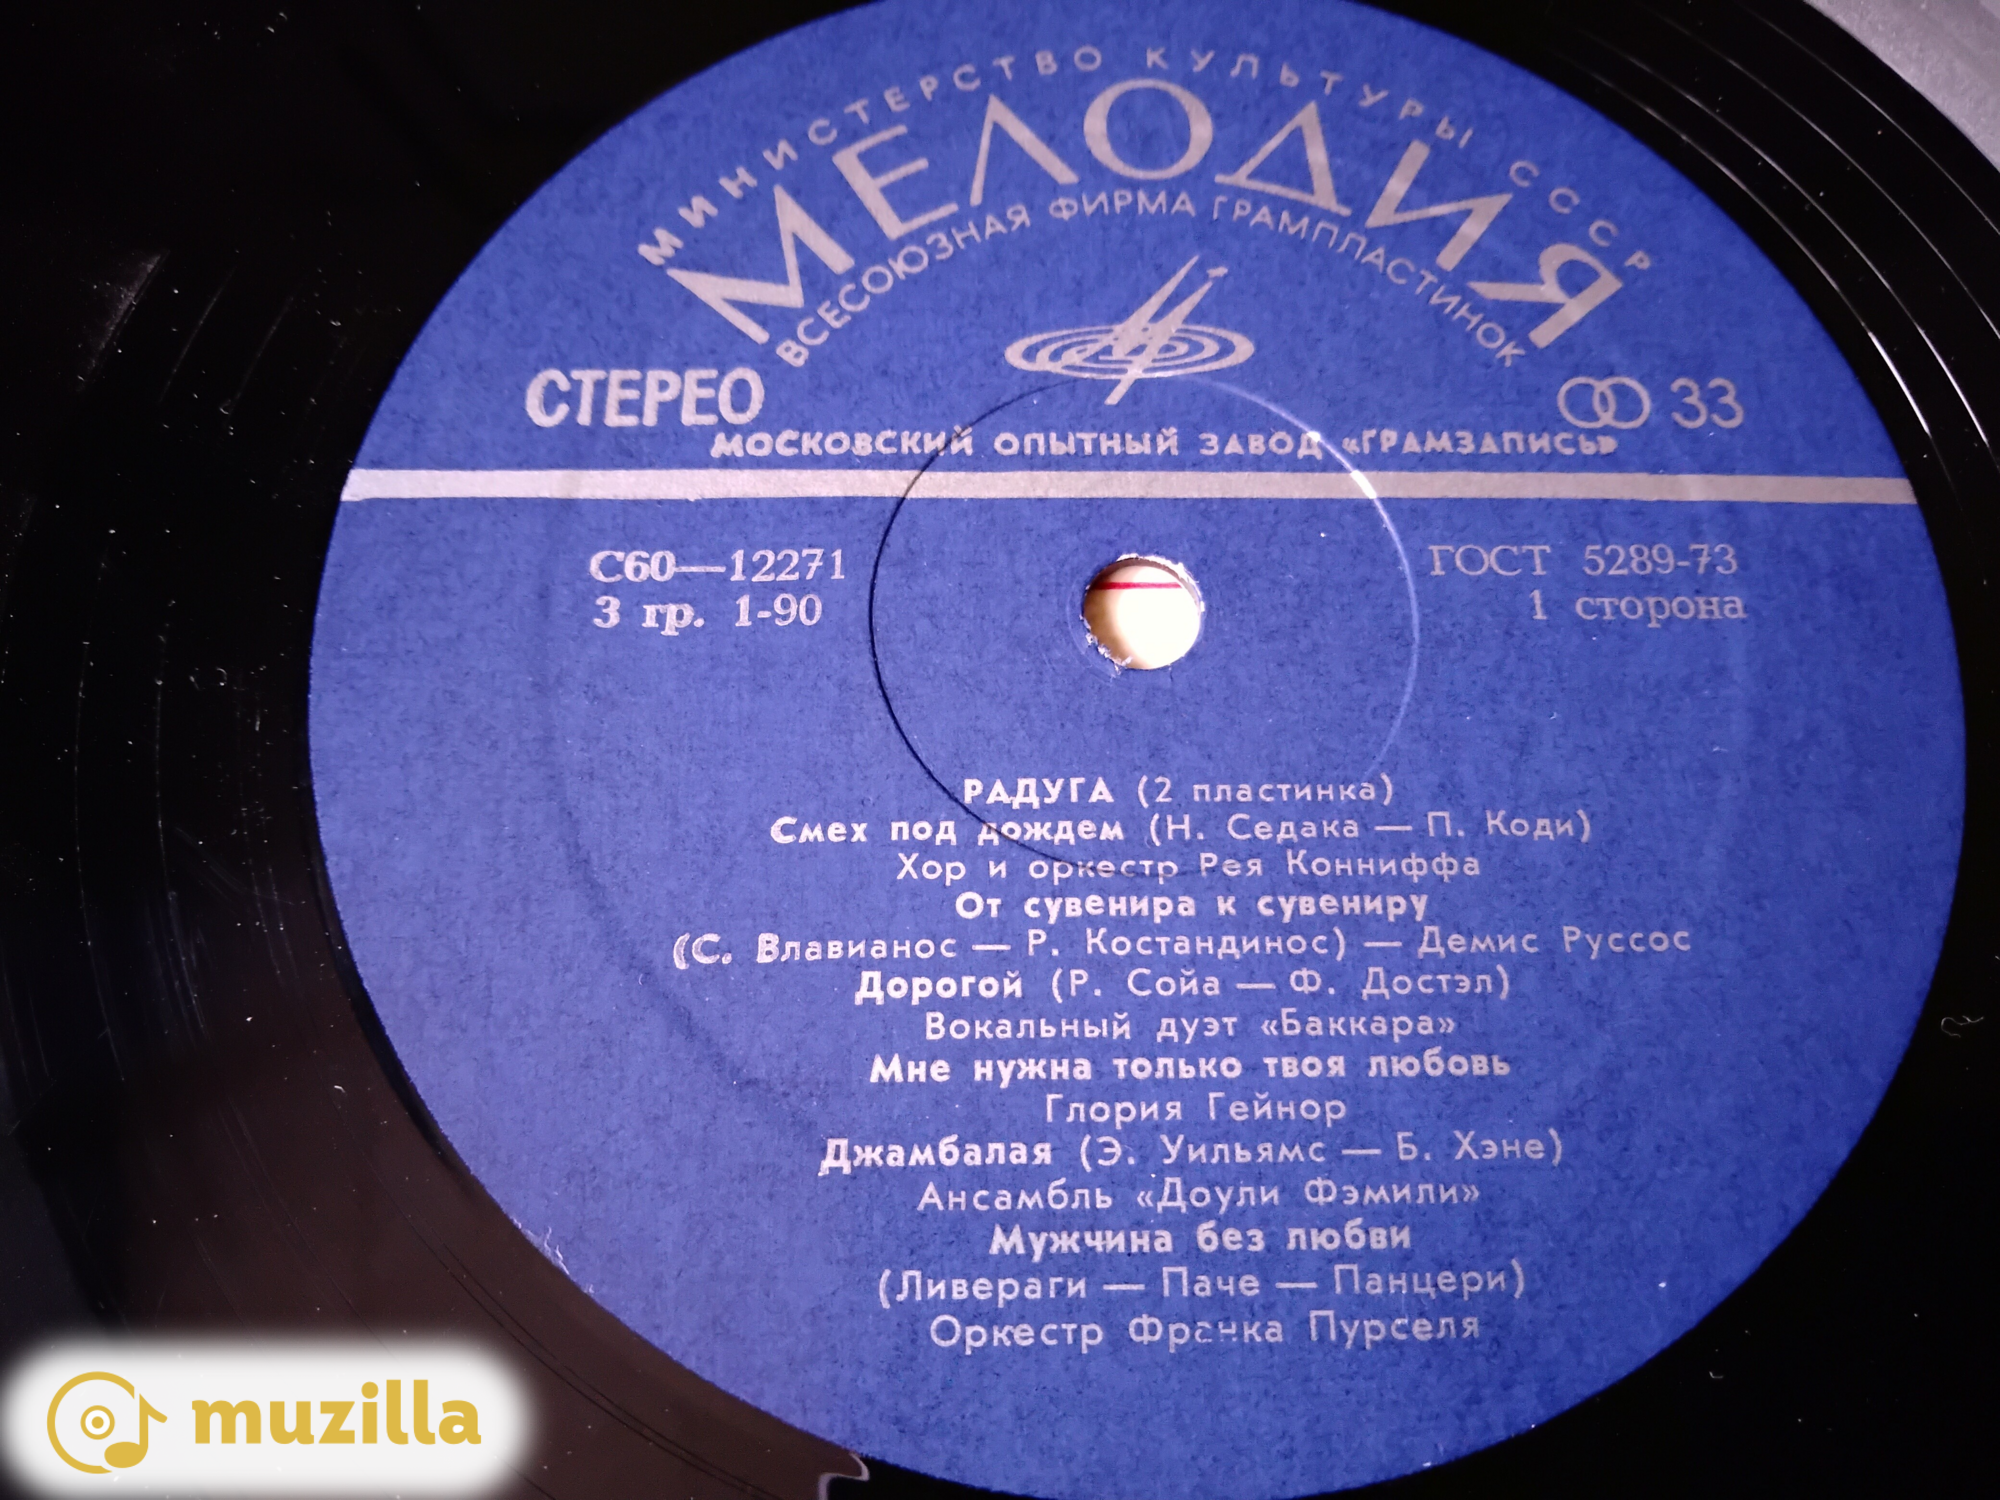 МИНИСТЕРСТВО КУЛЬТУРЫ СССР
МЕЛОДИЯ
ВСЕСОЮЗНАЯ ФИРМА ГРАМПЛАСТИНОК
СТЕРЕО
33
МОСКОВСКИЙ ОПЫТНЫЙ ЗАВОД «ГРАМЗАПИСЬ»
С60—12271
ГОСТ 5289-73
3 гр. 1-90
1 сторона
РАДУГА (2 пластинка)
Смех под дождем (Н. Седака — П. Коди)
Хор и оркестр Рея Конниффа
От сувенира к сувениру
(С. Влавианос — Р. Костандинос) — Демис Руссос
Дорогой (Р. Сойа — Ф. Достэл)
Вокальный дуэт «Баккара»
Мне нужна только твоя любовь
Глория Гейнор
Джамбалая (Э. Уильямс — Б. Хэне)
Ансамбль «Доули Фэмили»
Мужчина без любви
(Ливераги — Паче — Панцери)
Оркестр Франка Пурселя
muzilla